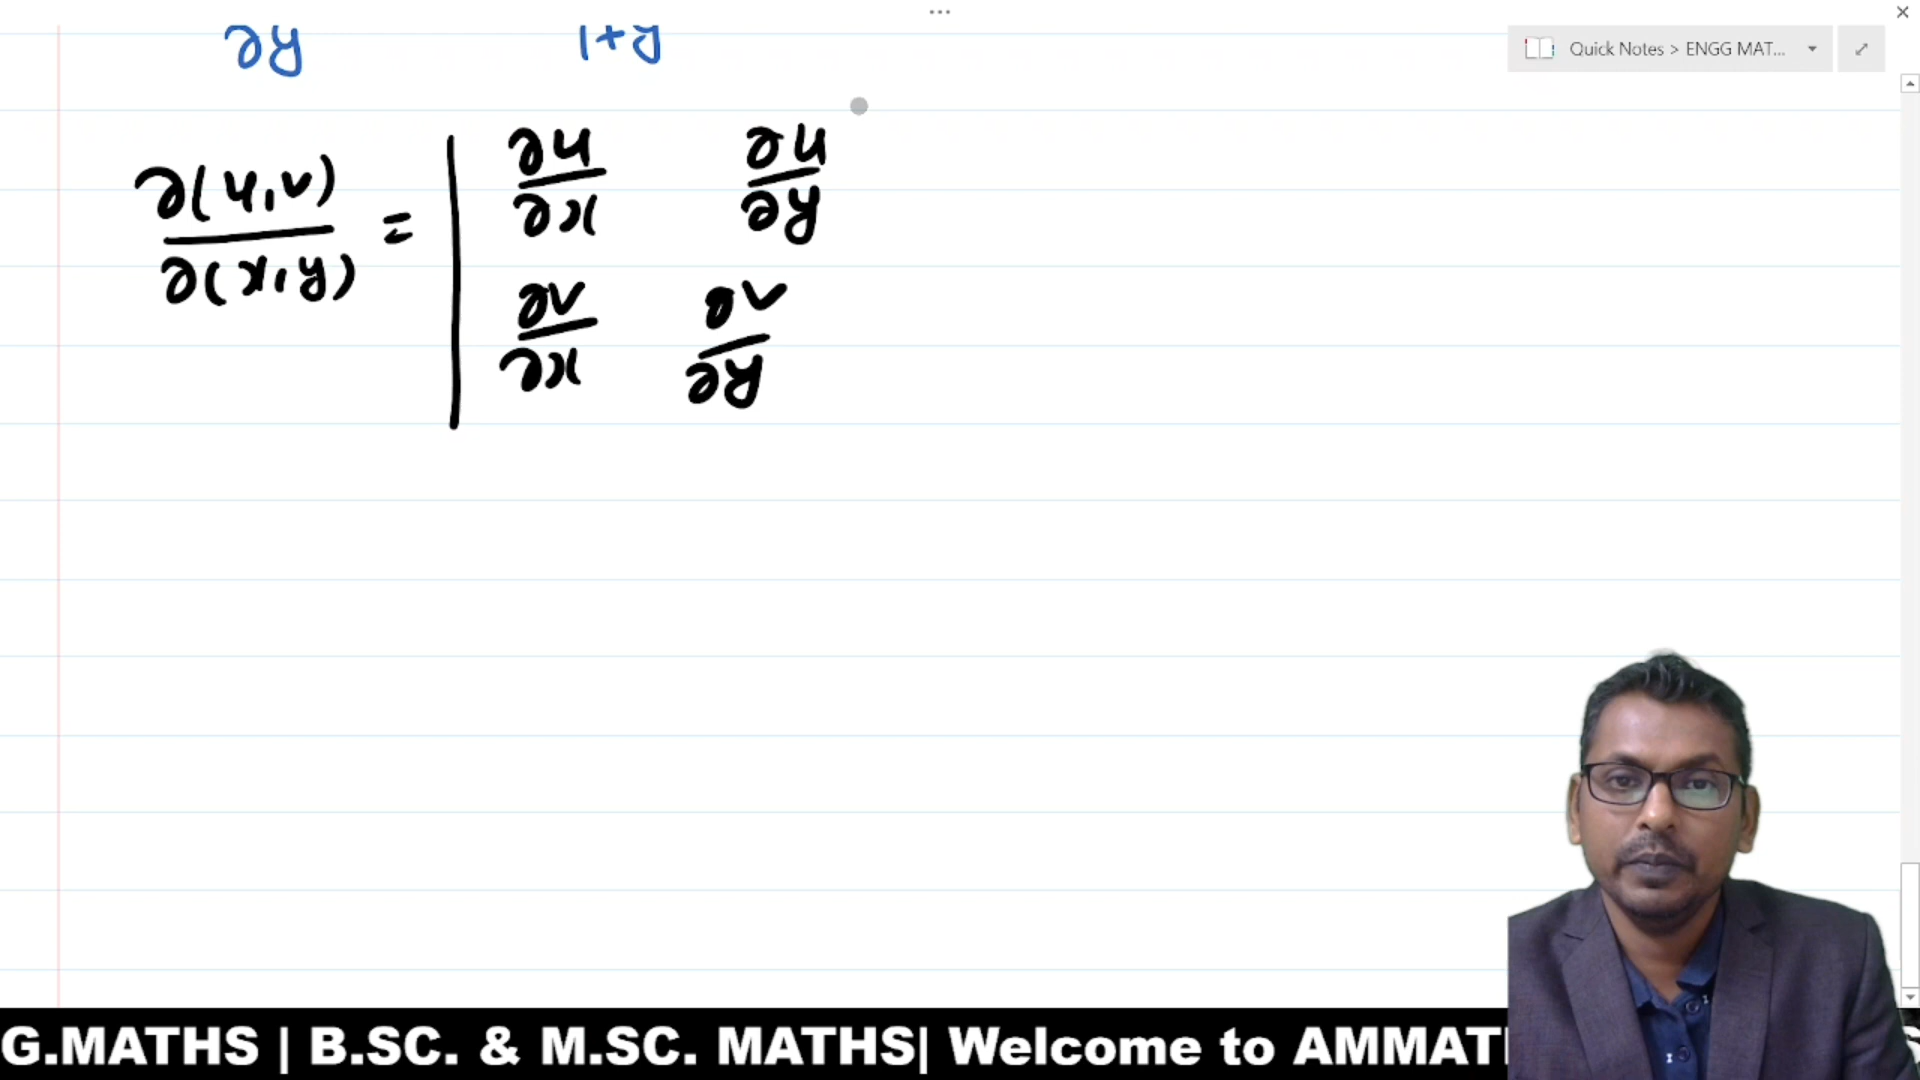 Quick Notes > ENGG MAT...
∂y 1+y
∂(u,v)/∂(x,y) = | ∂u/∂x ∂u/∂y
∂v/∂x ∂v/∂y
G.MATHS | B.SC. & M.SC. MATHS| Welcome to AMMAT